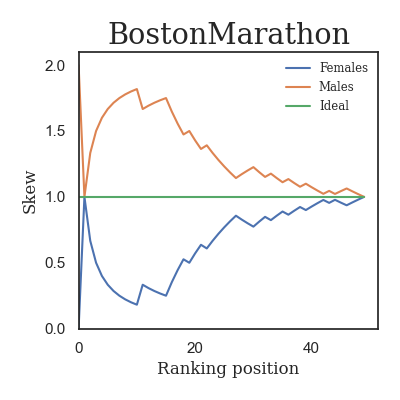 BostonMarathon
Females
Males
Ideal
2.0
1.5
1.0
0.5
0.0
Skew
0 20 40
Ranking position